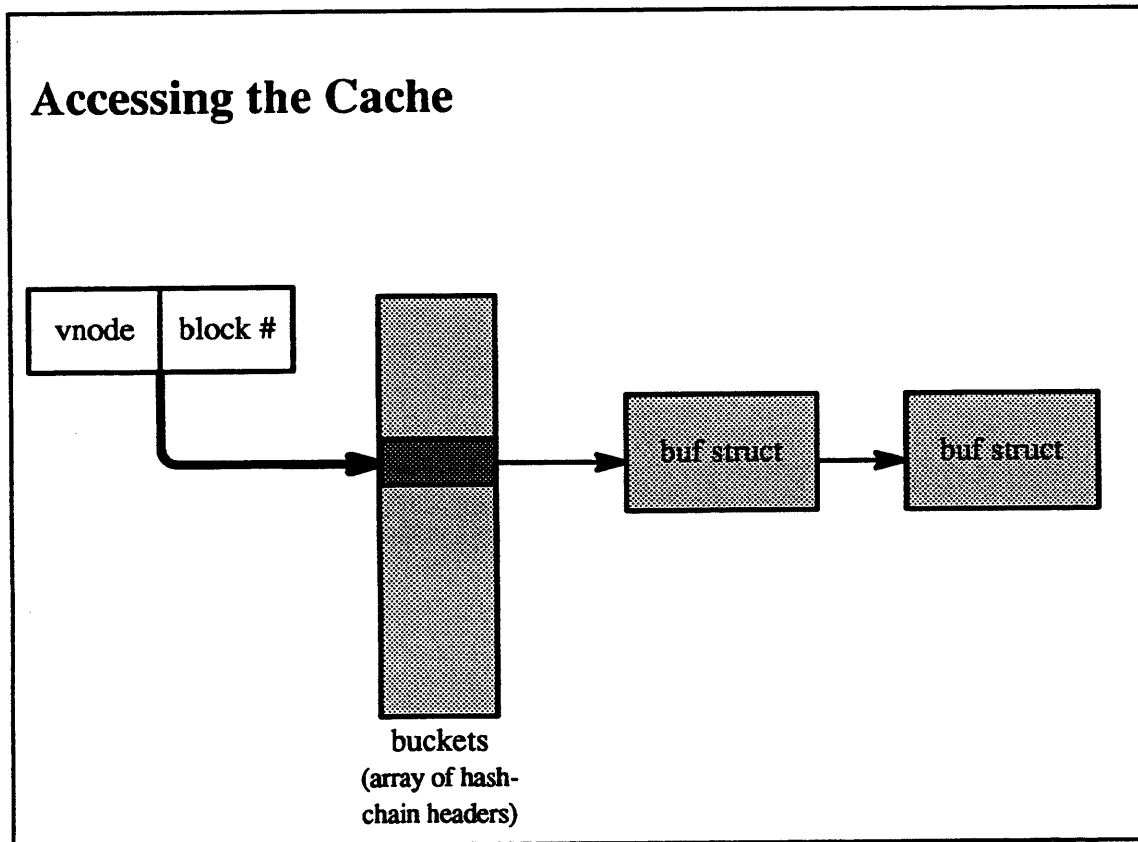 Accessing the Cache
vnode
block #
buf struct
buf struct
buckets
(array of hash-
chain headers)